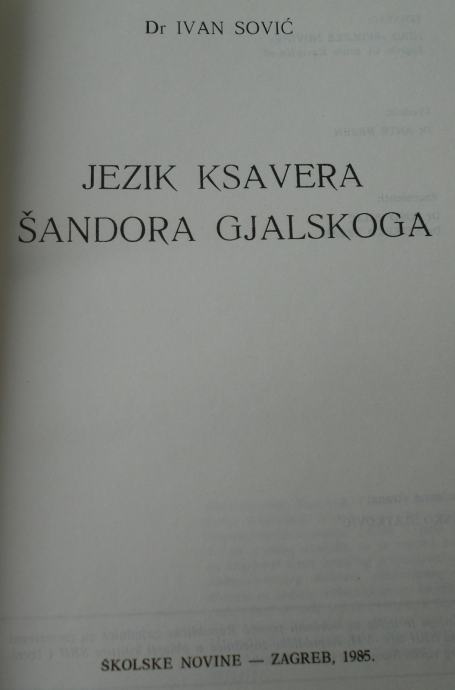 Dr IVAN SOVIĆ
JEZIK KSAVERA
ŠANDORA GJALSKOGA
ŠKOLSKE NOVINE — ZAGREB, 1985.